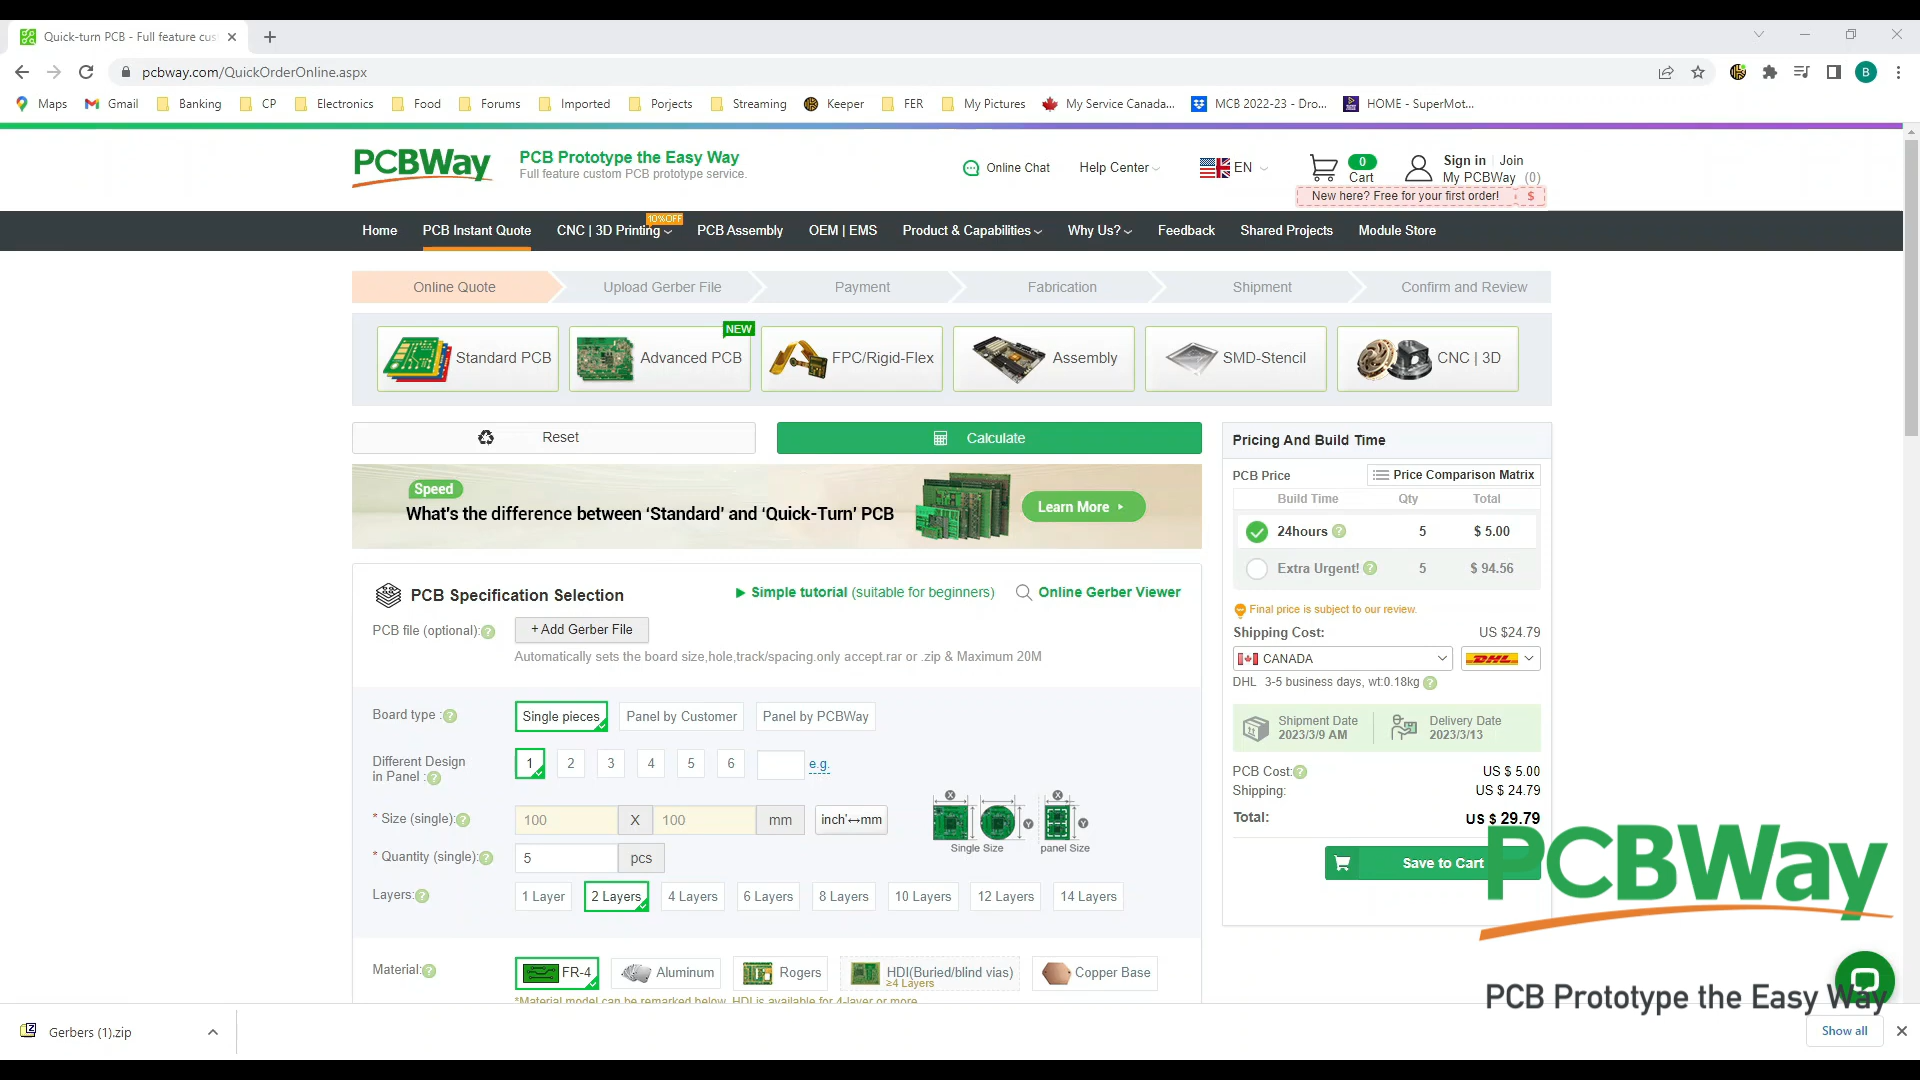 Quick-turn PCB - Full feature cus
pcbway.com/QuickOrderOnline.aspx
B
Maps Gmail Banking CP Electronics Food Forums Imported Porjects Streaming Keeper FER My Pictures My Service Canada... MCB 2022-23 - Dro... HOME - SuperMot...
PCBWay
PCB Prototype the Easy Way
Full feature custom PCB prototype service.
Online Chat
Help Center
EN
0
Cart
Sign in Join
My PCBWay (0)
New here? Free for your first order! $
10%OFF
Home PCB Instant Quote CNC | 3D Printing PCB Assembly OEM | EMS Product & Capabilities Why Us? Feedback Shared Projects Module Store
Online Quote Upload Gerber File Payment Fabrication Shipment Confirm and Review
NEW
Standard PCB Advanced PCB FPC/Rigid-Flex Assembly SMD-Stencil CNC | 3D
Reset Calculate
Speed
What's the difference between ‘Standard’ and ‘Quick-Turn’ PCB
Learn More
PCB Specification Selection
Simple tutorial (suitable for beginners)
Online Gerber Viewer
PCB file (optional):?
+ Add Gerber File
Automatically sets the board size,hole,track/spacing.only accept.rar or .zip & Maximum 20M
Board type :? Single pieces Panel by Customer Panel by PCBWay
Different Design
in Panel :?
1 2 3 4 5 6 e.g.
* Size (single):? 100 X 100 mm inch'↔mm
X X
Y Y
Single Size panel Size
* Quantity (single):? 5 pcs
Layers:? 1 Layer 2 Layers 4 Layers 6 Layers 8 Layers 10 Layers 12 Layers 14 Layers
Material:? FR-4 Aluminum Rogers HDI(Buried/blind vias) Copper Base
≥4 Layers
*Material model can be remarked below. HDI is available for 4-layer or more
Pricing And Build Time
PCB Price Price Comparison Matrix
Build Time Qty Total
24hours ? 5 $ 5.00
Extra Urgent! ? 5 $ 94.56
Final price is subject to our review.
Shipping Cost: US $24.79
CANADA DHL
DHL 3-5 business days, wt:0.18kg ?
Shipment Date
2023/3/9 AM
Delivery Date
2023/3/13
PCB Cost:? US $ 5.00
Shipping: US $ 24.79
Total: US $ 29.79
Save to Cart
PCBWay
PCB Prototype the Easy Way
Gerbers (1).zip
Show all